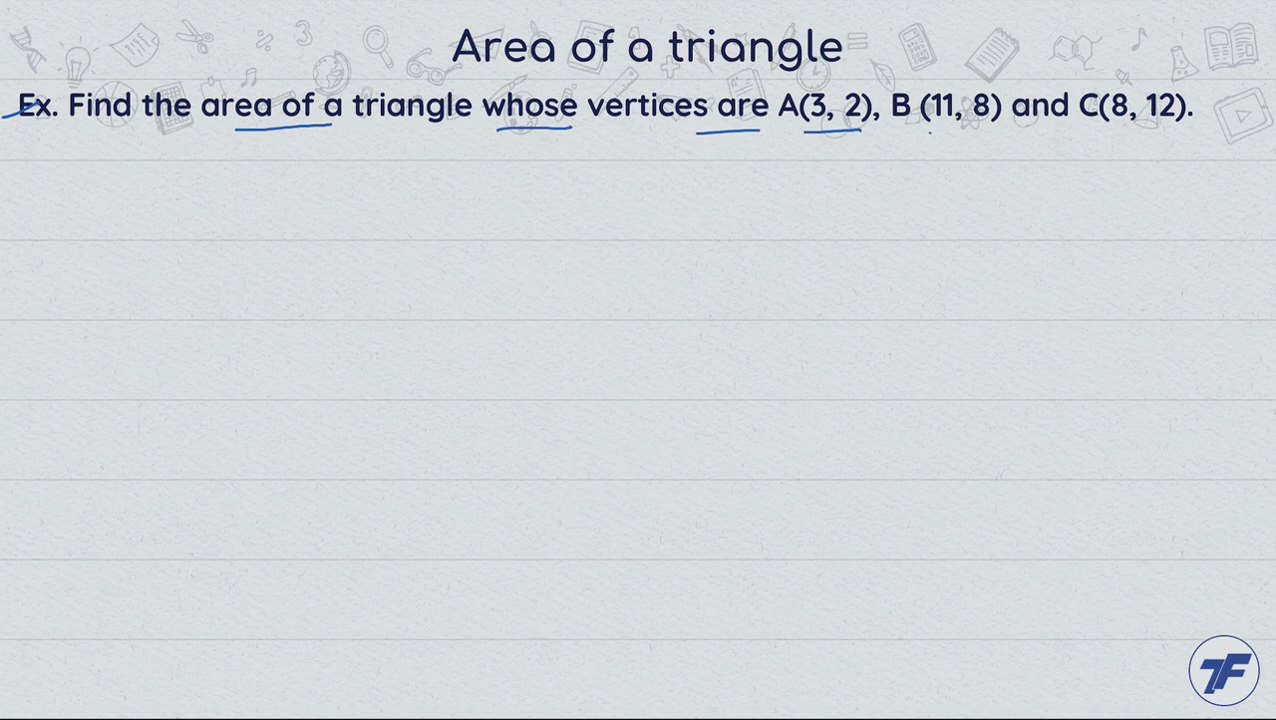 Area of a triangle
Ex. Find the area of a triangle whose vertices are A(3, 2), B (11, 8) and C(8, 12).
TF